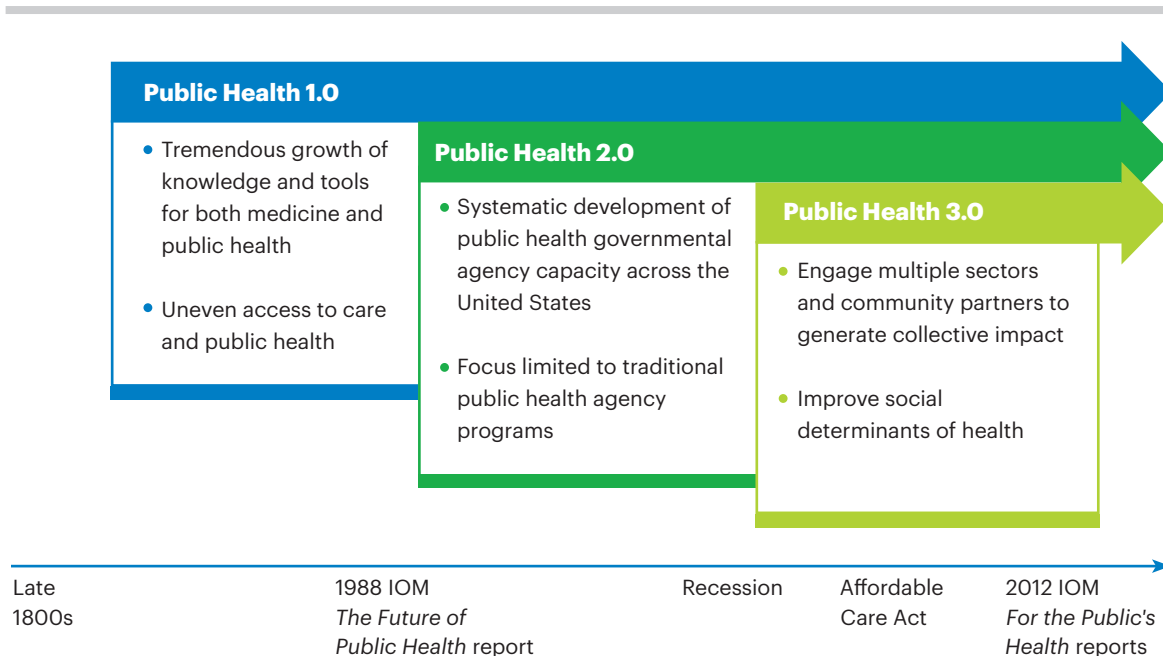 Public Health 1.0
• Tremendous growth of
knowledge and tools
for both medicine and
public health
• Uneven access to care
and public health
Public Health 2.0
• Systematic development of
public health governmental
agency capacity across the
United States
• Focus limited to traditional
public health agency
programs
Public Health 3.0
• Engage multiple sectors
and community partners to
generate collective impact
• Improve social
determinants of health
Late
1800s
1988 IOM
The Future of
Public Health report
Recession
Affordable
Care Act
2012 IOM
For the Public's
Health reports